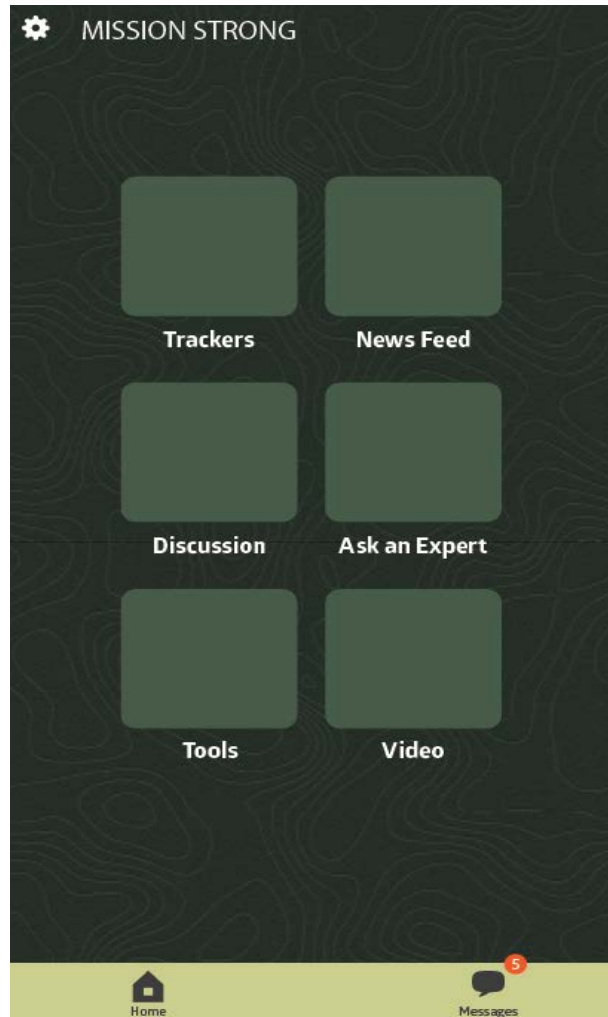 MISSION STRONG
Trackers News Feed
Discussion Ask an Expert
Tools Video
5
Home Messages